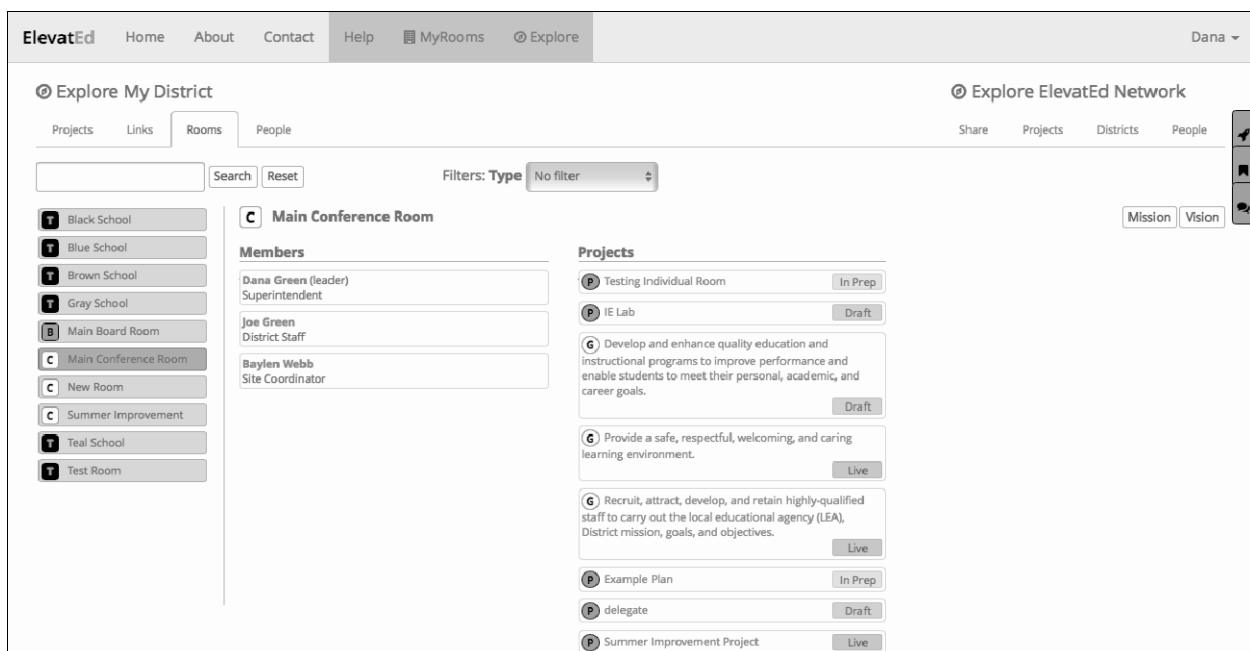 ElevatEd Home About Contact Help MyRooms Explore Dana
Explore My District Explore ElevatEd Network
Projects Links Rooms People Share Projects Districts People
Search Reset Filters: Type No filter
T Black School
T Blue School
T Brown School
T Gray School
B Main Board Room
C Main Conference Room
C New Room
C Summer Improvement
T Teal School
T Test Room
C Main Conference Room Mission Vision
Members
Dana Green (leader)
Superintendent
Joe Green
District Staff
Baylen Webb
Site Coordinator
Projects
P Testing Individual Room In Prep
P IE Lab Draft
G Develop and enhance quality education and
instructional programs to improve performance and
enable students to meet their personal, academic, and
career goals.
Draft
G Provide a safe, respectful, welcoming, and caring
learning environment.
Live
G Recruit, attract, develop, and retain highly-qualified
staff to carry out the local educational agency (LEA),
District mission, goals, and objectives.
Live
P Example Plan In Prep
P delegate Draft
P Summer Improvement Project Live